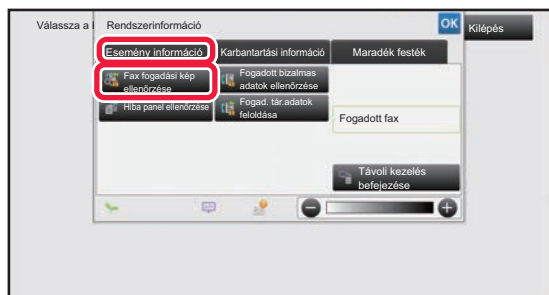 Válassza a
Rendszerinformáció
OK
Kilépés
Esemény információ
Karbantartási információ
Maradék festék
Fax fogadási kép
ellenőrzése
Fogadott bizalmas
adatok ellenőrzése
Hiba panel ellenőrzése
Fogad. tár.adatok
feloldása
Fogadott fax
Távoli kezelés
befejezése